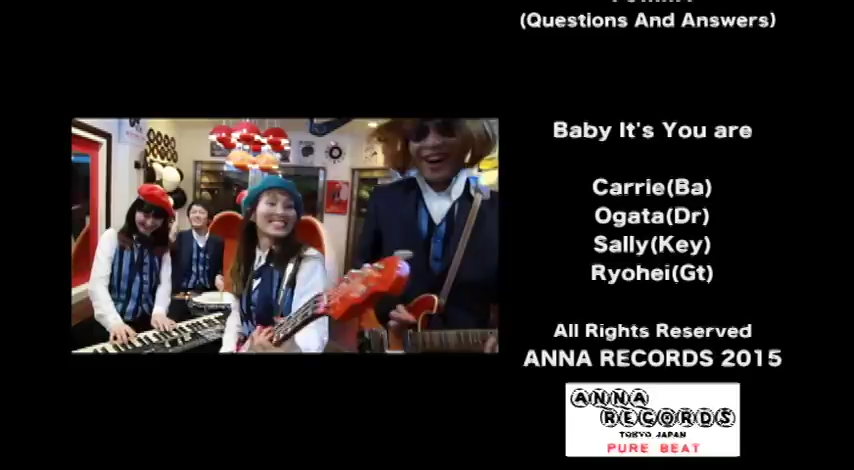 (Questions And Answers)
Baby It's You are
Carrie(Ba)
Ogata(Dr)
Sally(Key)
Ryohei(Gt)
All Rights Reserved
ANNA RECORDS 2015
ANNA
RECORDS
TOKYO JAPAN
PURE BEAT